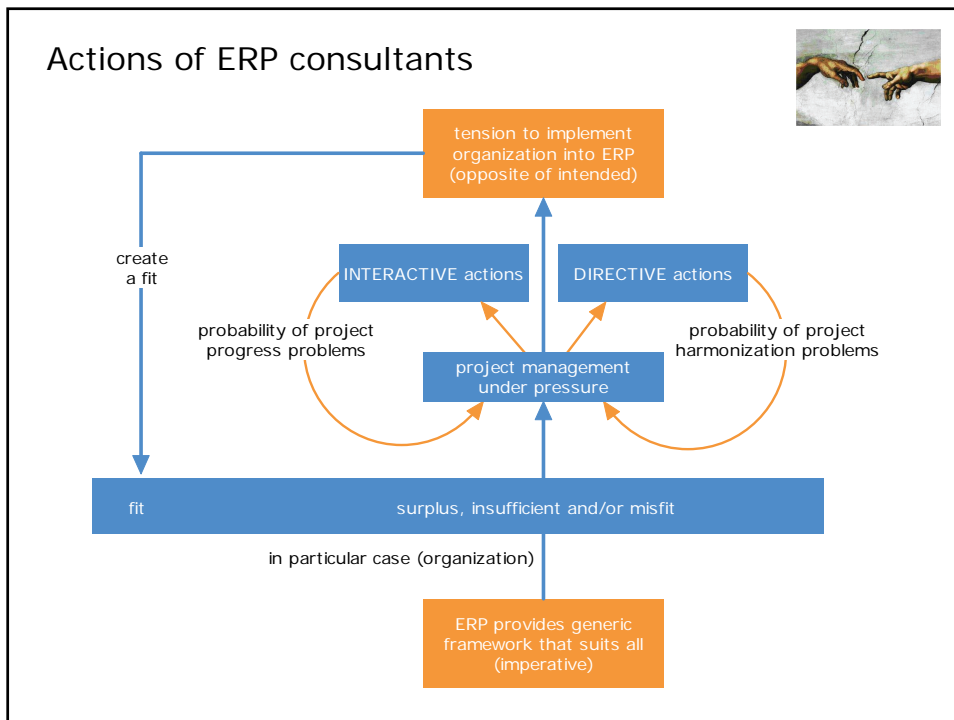 Actions of ERP consultants
tension to implement
organization into ERP
(opposite of intended)
create
a fit
INTERACTIVE actions
DIRECTIVE actions
probability of project
progress problems
probability of project
harmonization problems
project management
under pressure
fit
surplus, insufficient and/or misfit
in particular case (organization)
ERP provides generic
framework that suits all
(imperative)